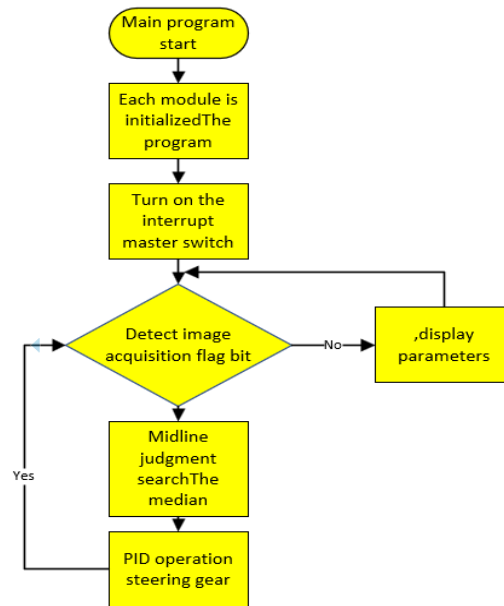 Main program
start
Each module is
initializedThe
program
Turn on the
interrupt
master switch
Detect image
acquisition flag bit
No
,display
parameters
Midline
judgment
searchThe
median
Yes
PID operation
steering gear